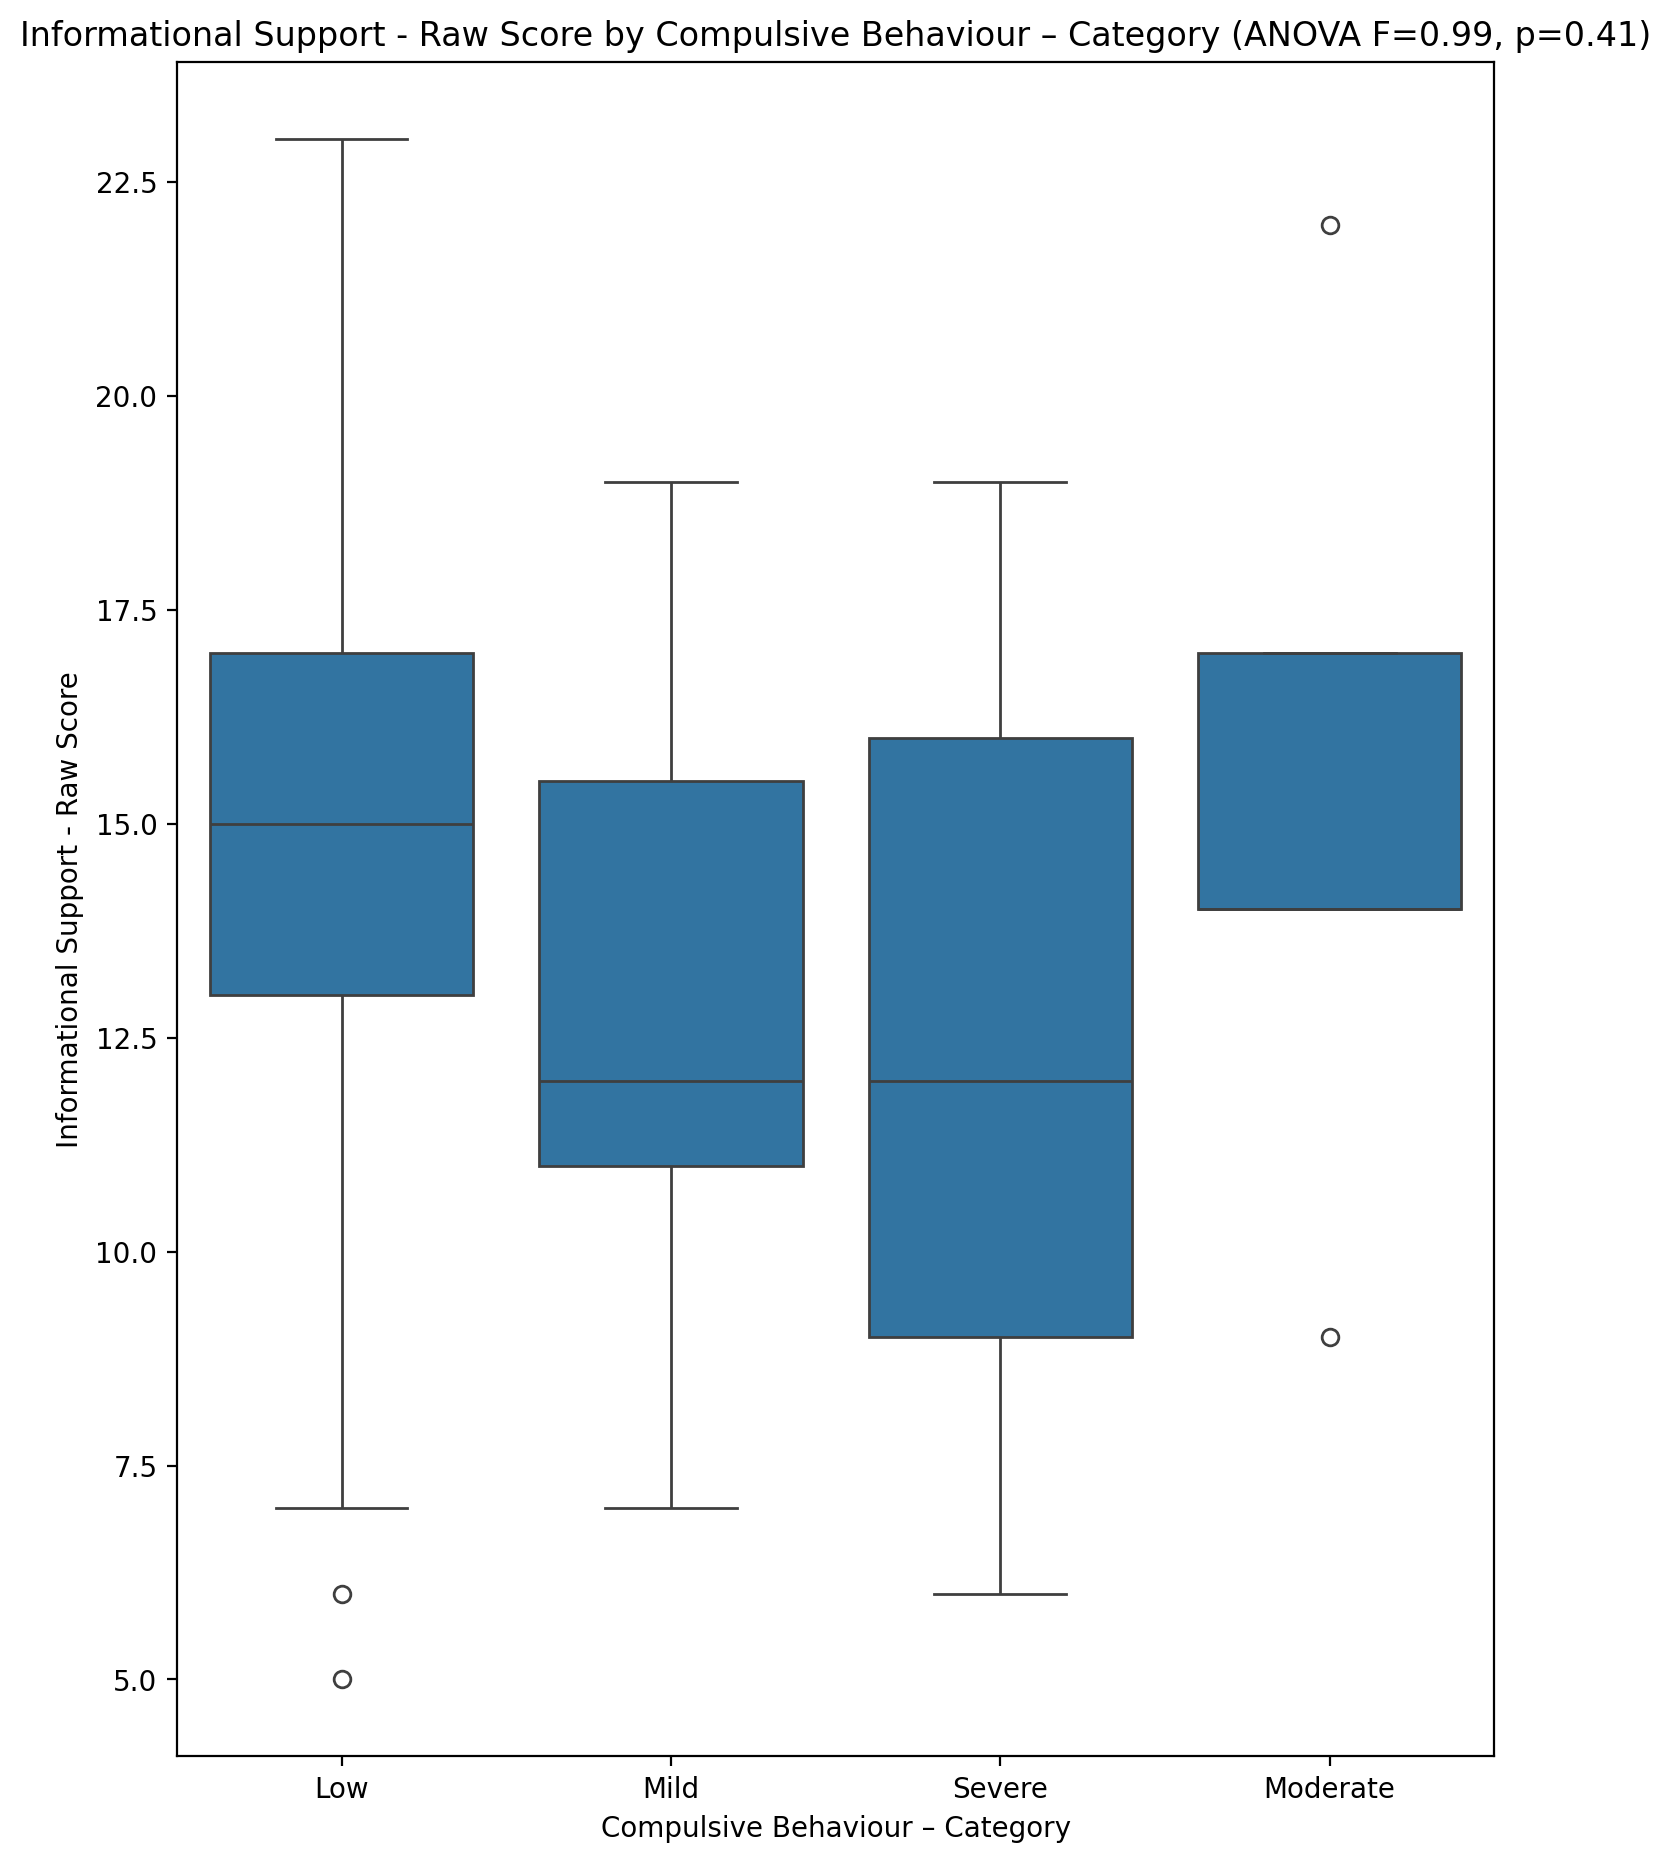 Informational Support - Raw Score by Compulsive Behaviour – Category (ANOVA F=0.99, p=0.41)
Informational Support - Raw Score
22.5
20.0
17.5
15.0
12.5
10.0
7.5
5.0
Low Mild Severe Moderate
Compulsive Behaviour – Category